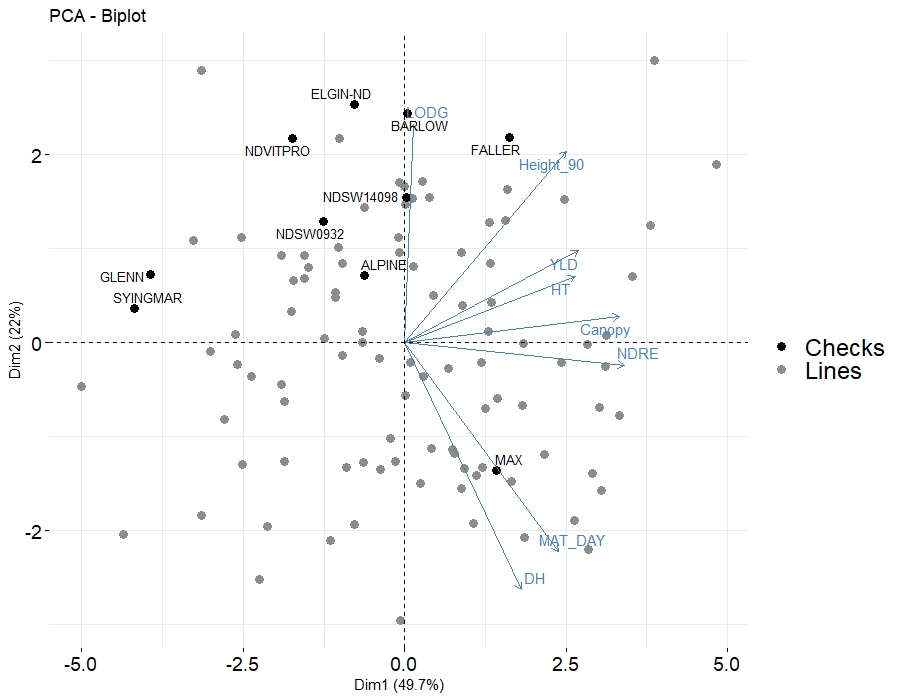 PCA - Biplot
ELGIN-ND
LODG
BARLOW
NDVITPRO
FALLER
Height_90
NDSW14098
NDSW0932
ALPINE
YLD
GLENN
HT
SYINGMAR
Canopy
NDRE
MAX
MAT_DAY
DH
2
0
-2
Dim2 (22%)
-5.0 -2.5 0.0 2.5 5.0
Dim1 (49.7%)
Checks
Lines